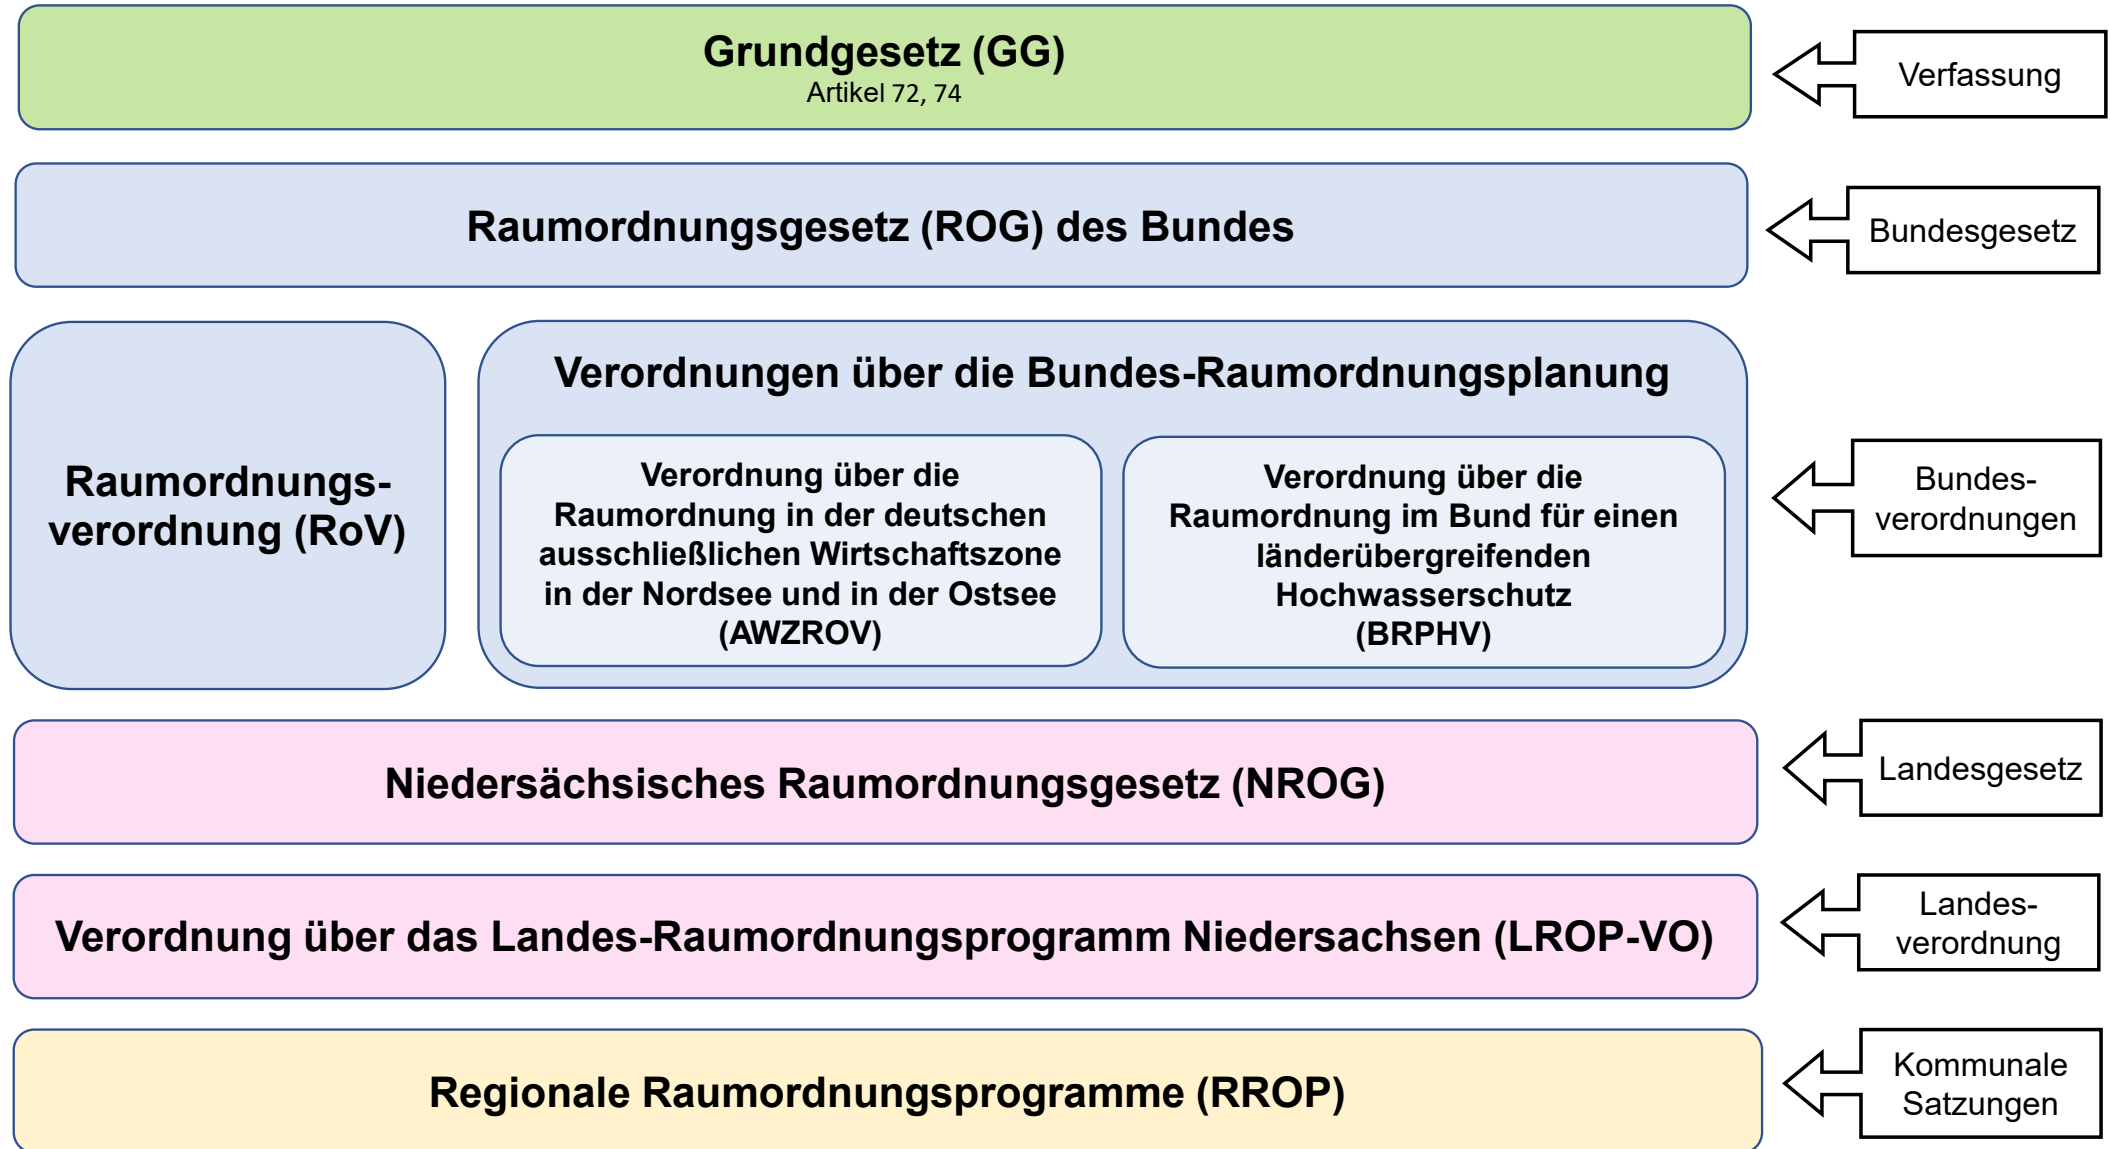 Grundgesetz (GG)
Artikel 72, 74
Verfassung
Raumordnungsgesetz (ROG) des Bundes
Bundesgesetz
Raumordnungs-
verordnung (RoV)
Verordnungen über die Bundes-Raumordnungsplanung
Verordnung über die
Raumordnung in der deutschen
ausschließlichen Wirtschaftszone
in der Nordsee und in der Ostsee
(AWZROV)
Verordnung über die
Raumordnung im Bund für einen
länderübergreifenden
Hochwasserschutz
(BRPHV)
Bundes-
verordnungen
Niedersächsisches Raumordnungsgesetz (NROG)
Landesgesetz
Verordnung über das Landes-Raumordnungsprogramm Niedersachsen (LROP-VO)
Landes-
verordnung
Regionale Raumordnungsprogramme (RROP)
Kommunale
Satzungen